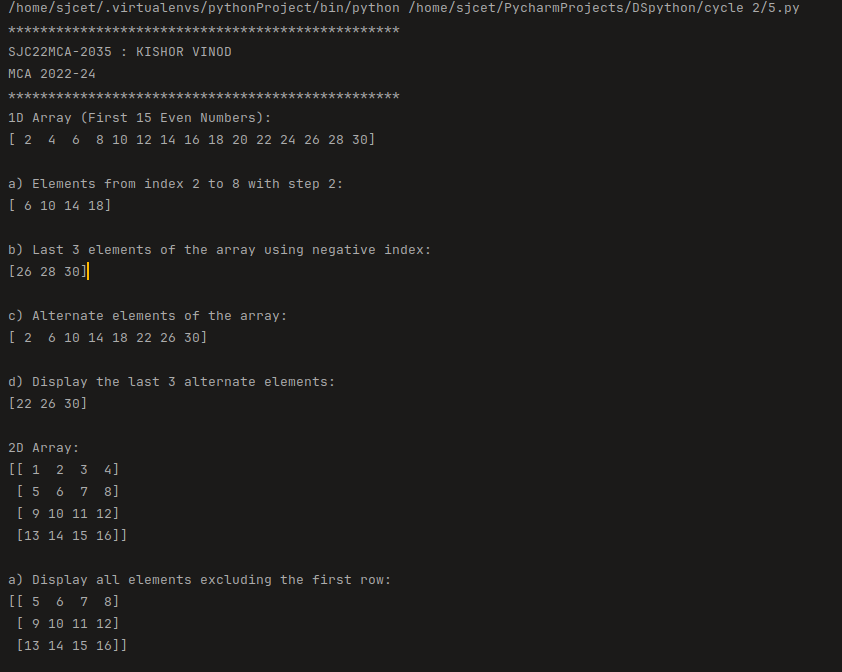 /home/sjcet/.virtualenvs/pythonProject/bin/python /home/sjcet/PycharmProjects/DSpython/cycle 2/5.py
*************************************************
SJC22MCA-2035 : KISHOR VINOD
MCA 2022-24
*************************************************
1D Array (First 15 Even Numbers):
[ 2  4  6  8 10 12 14 16 18 20 22 24 26 28 30]
a) Elements from index 2 to 8 with step 2:
[ 6 10 14 18]
b) Last 3 elements of the array using negative index:
[26 28 30]
c) Alternate elements of the array:
[ 2  6 10 14 18 22 26 30]
d) Display the last 3 alternate elements:
[22 26 30]
2D Array:
[[ 1  2  3  4]
 [ 5  6  7  8]
 [ 9 10 11 12]
 [13 14 15 16]]
a) Display all elements excluding the first row:
[[ 5  6  7  8]
 [ 9 10 11 12]
 [13 14 15 16]]